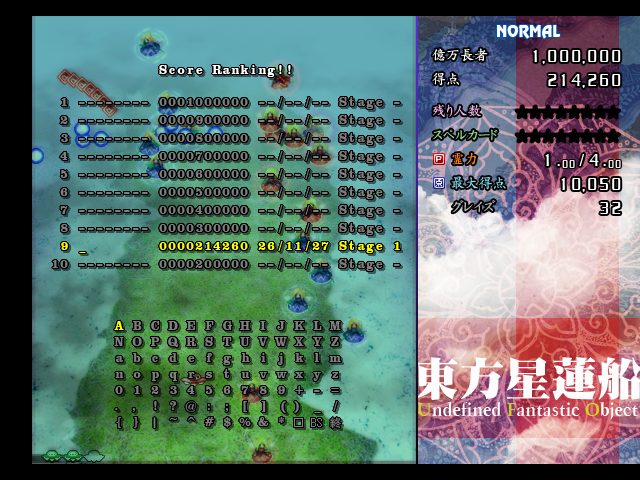 Score Ranking!!
1 -------- 0001000000 --/--/-- Stage -
2 -------- 0000900000 --/--/-- Stage -
3 -------- 0000800000 --/--/-- Stage -
4 -------- 0000700000 --/--/-- Stage -
5 -------- 0000600000 --/--/-- Stage -
6 -------- 0000500000 --/--/-- Stage -
7 -------- 0000400000 --/--/-- Stage -
8 -------- 0000300000 --/--/-- Stage -
9 _ 0000214260 26/11/27 Stage 1
10 -------- 0000200000 --/--/-- Stage -
A B C D E F G H I J K L M
N O P Q R S T U V W X Y Z
a b c d e f g h i j k l m
n o p q r s t u v w x y z
0 1 2 3 4 5 6 7 8 9 + - =
. , ! ? @ : ; [ ] ( ) _ /
{ } | ~ ^ # $ % & * □ BS 終
NORMAL
億万長者 1,000,000
得点 214,260
残り人数 ★★★★★★★★
スペルカード ★★★★★★★★
P 霊力 1.00/4.00
点 最大得点 10,050
グレイズ 32
東方星蓮船
Undefined Fantastic Object